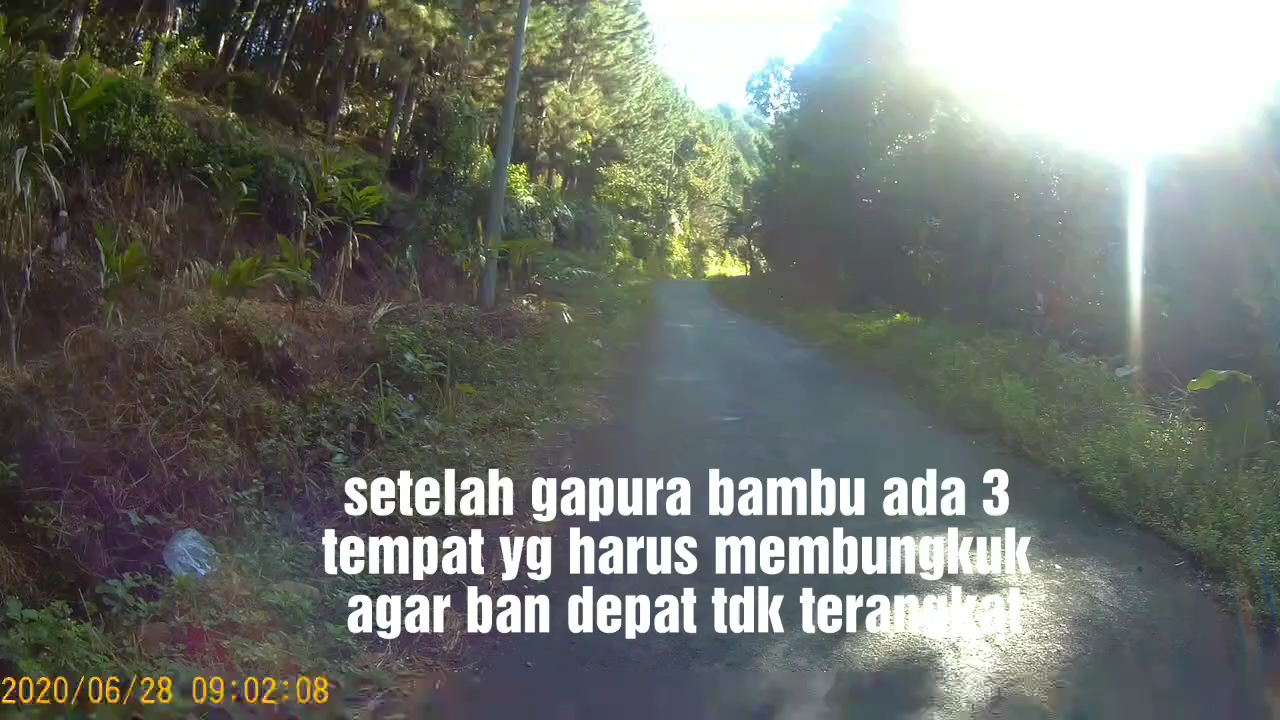 setelah gapura bambu ada 3
tempat yg harus membungkuk
agar ban depat tdk terangkat
2020/06/28 09:02:08